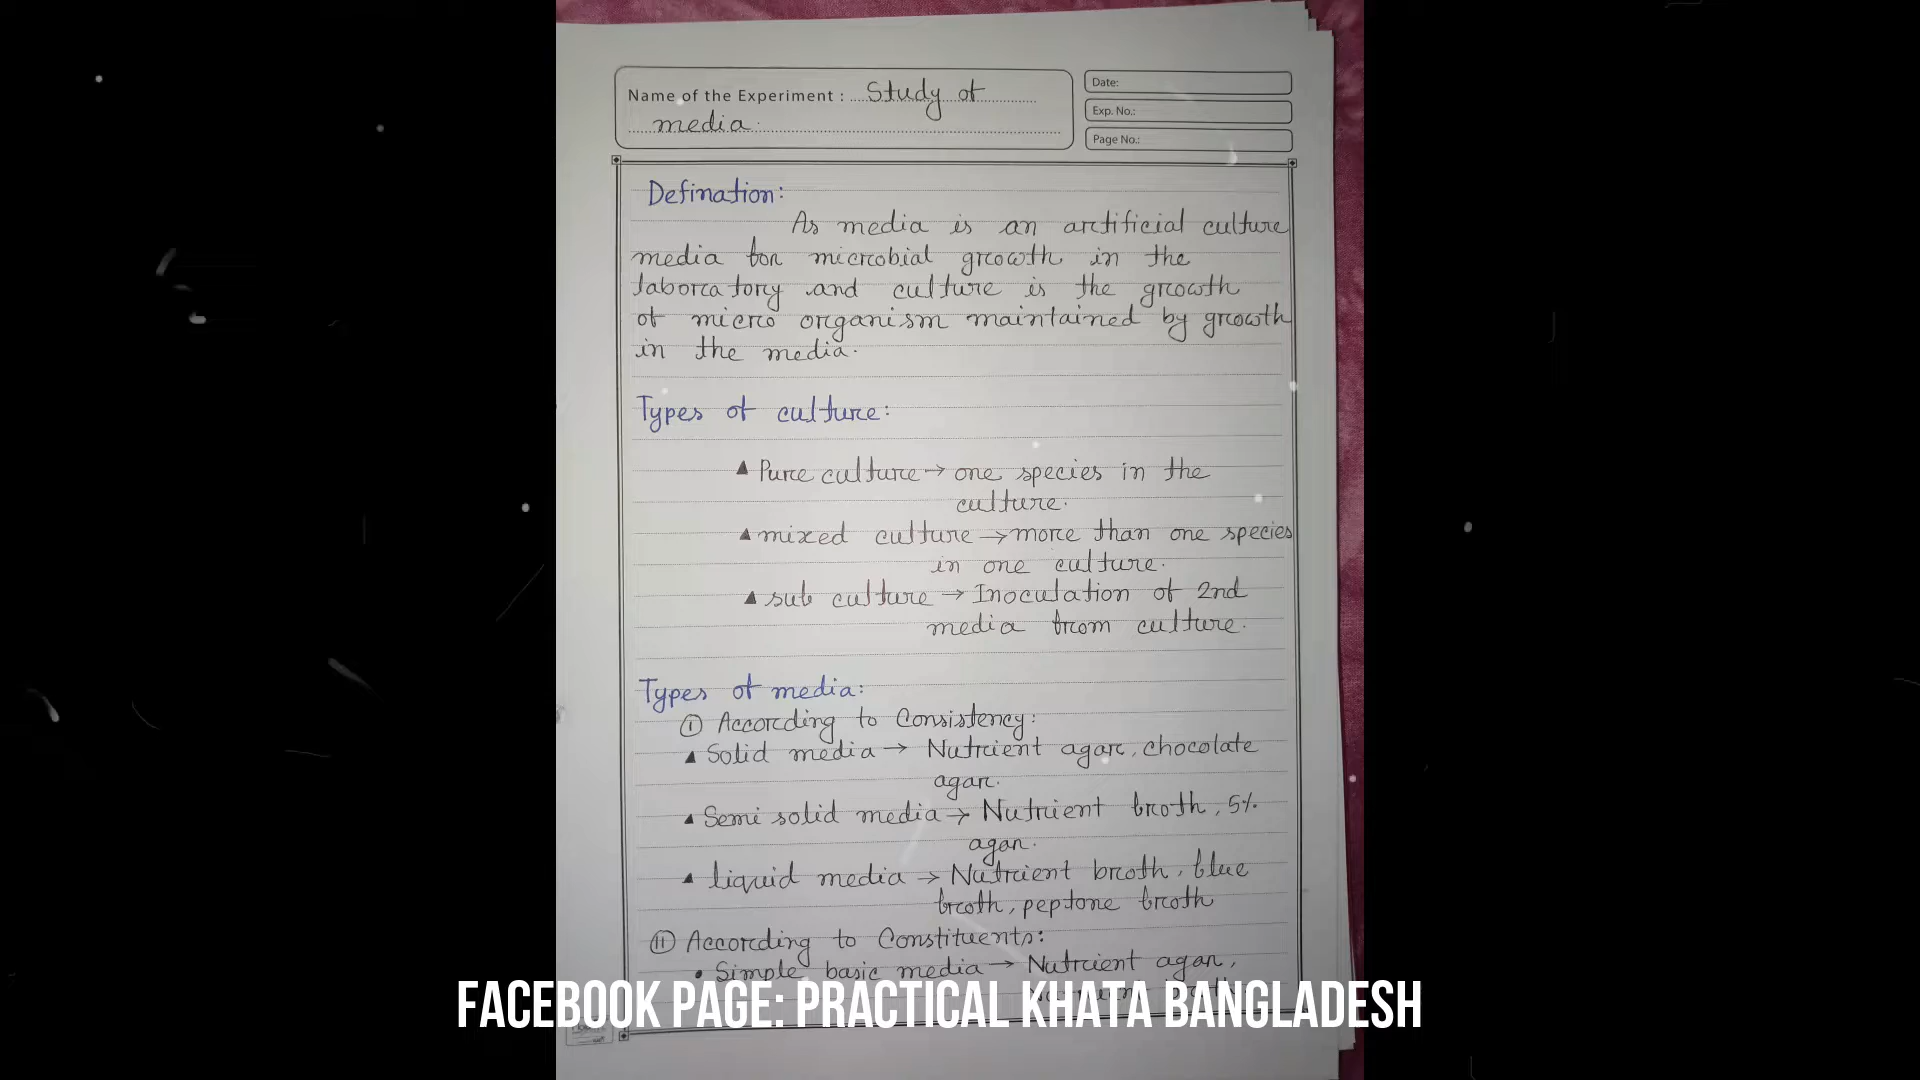 Name of the Experiment : Study of
media.
Date:
Exp. No.:
Page No.:
Defination:
As media is an artificial culture
media for microbial growth in the
laboratory and culture is the growth
of micro organism maintained by growth
in the media.
Types of culture:
▲ Pure culture → one species in the
culture.
▲ mixed culture → more than one species
in one culture.
▲ sub culture → Inoculation of 2nd
media from culture.
Types of media:
① According to Consistency:
▲ Solid media → Nutrient agar, chocolate
agar.
▲ Semi solid media → Nutrient broth, 5%
agar.
▲ liquid media → Nutrient broth, blue
broth, peptone broth
② According to Constituents:
• Simple basic media → Nutrient agar,
FACEBOOK PAGE: PRACTICAL KHATA BANGLADESH